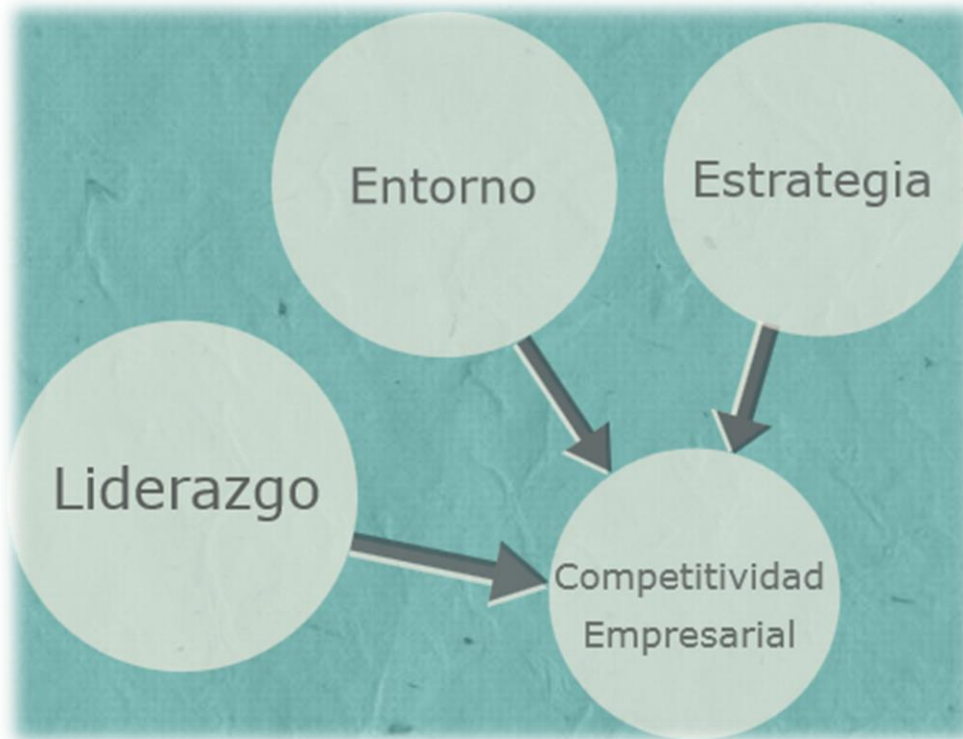 Entorno
Estrategia
Liderazgo
Competitividad
Empresarial